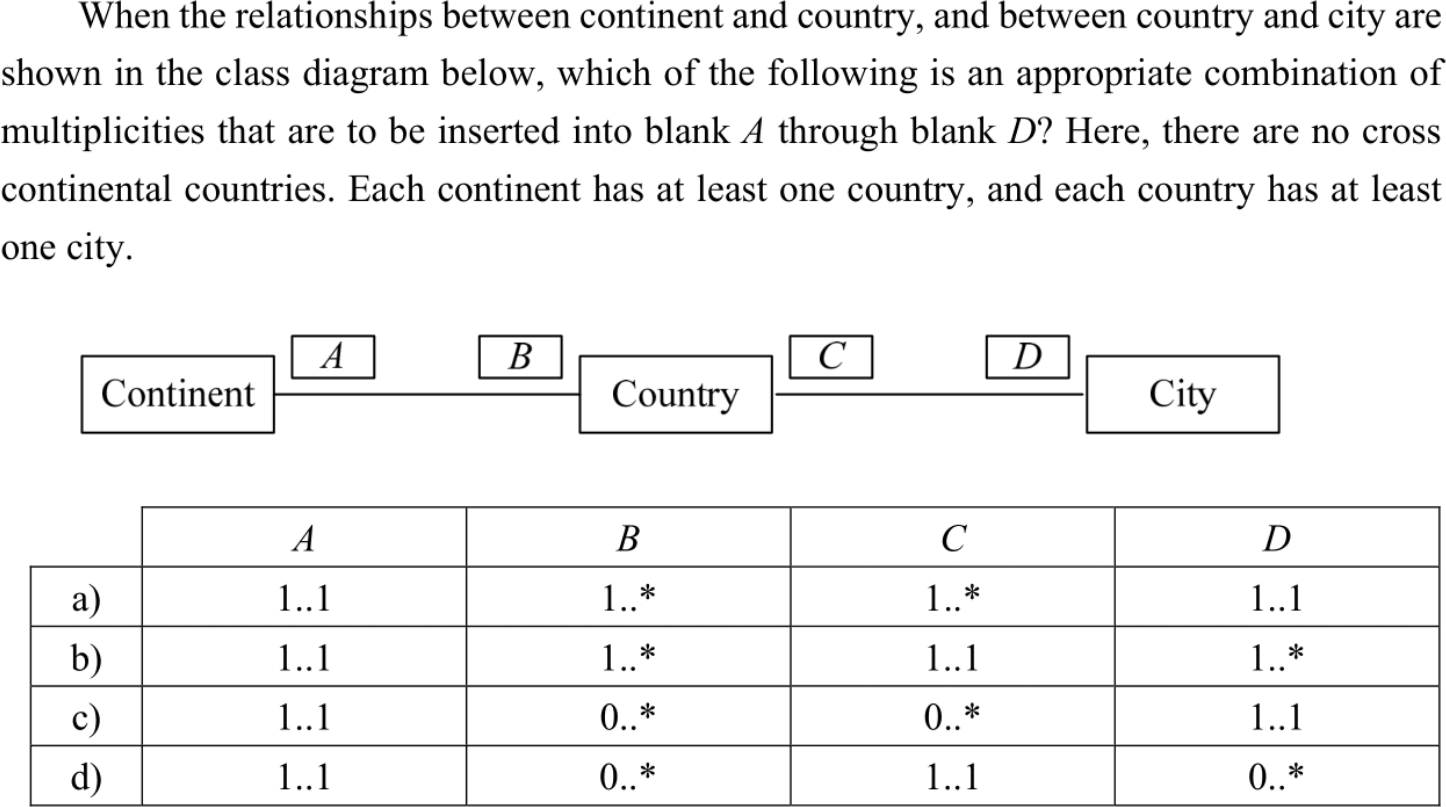 When the relationships between continent and country, and between country and city are
shown in the class diagram below, which of the following is an appropriate combination of
multiplicities that are to be inserted into blank A through blank D? Here, there are no cross
continental countries. Each continent has at least one country, and each country has at least
one city.
A B C D
Continent Country City
A B C D
a) 1..1 1..* 1..* 1..1
b) 1..1 1..* 1..1 1..*
c) 1..1 0..* 0..* 1..1
d) 1..1 0..* 1..1 0..*